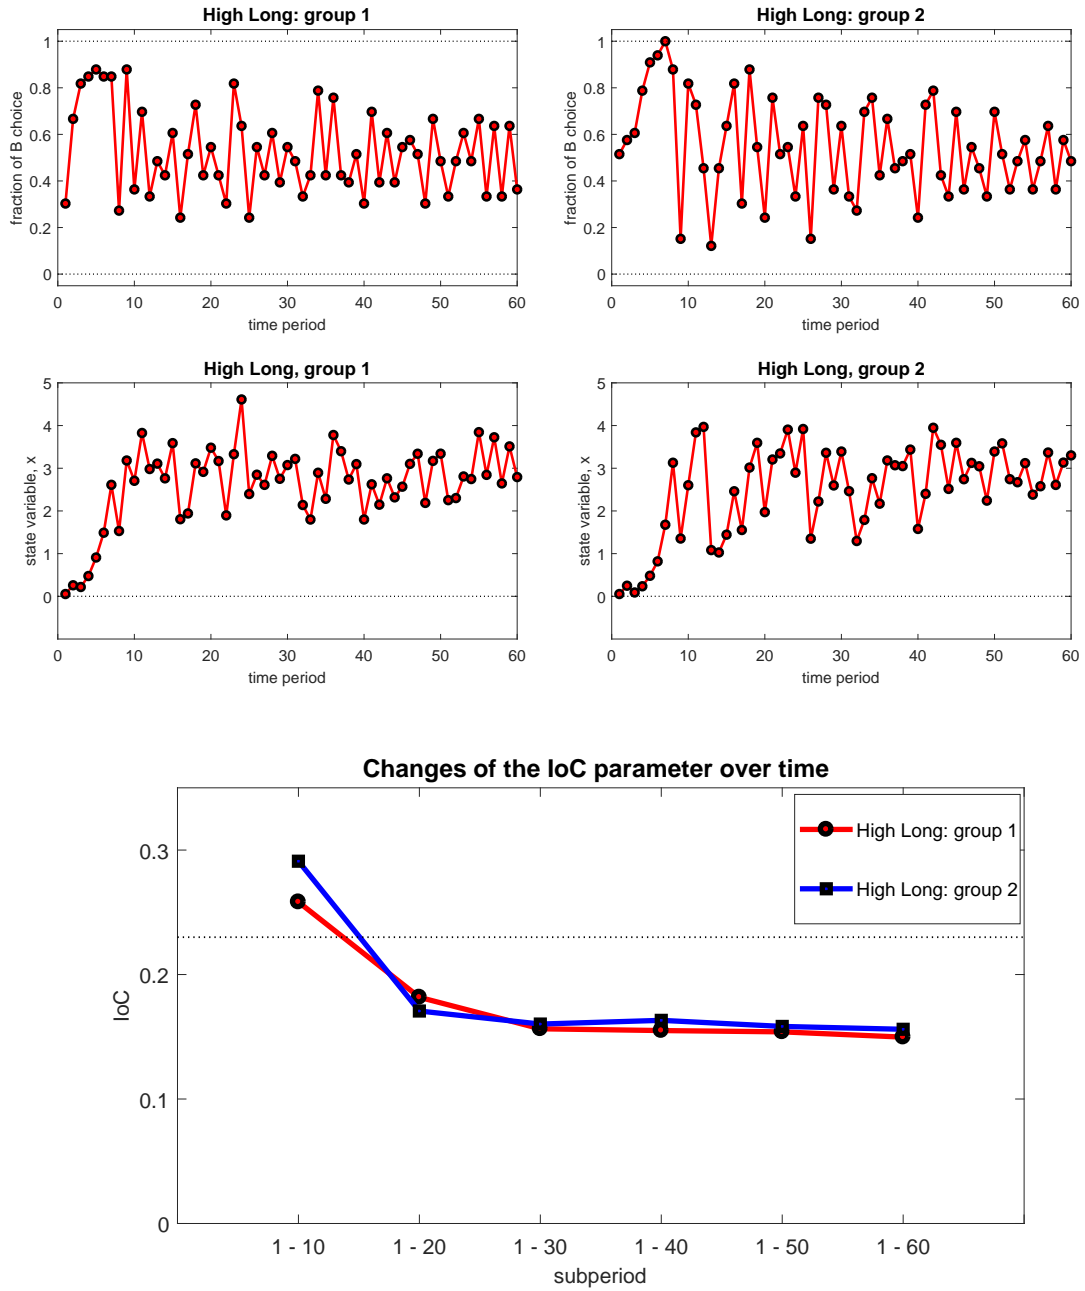 High Long: group 1
fraction of B choice
1
0.8
0.6
0.4
0.2
0
0 10 20 30 40 50 60
time period
High Long: group 2
fraction of B choice
1
0.8
0.6
0.4
0.2
0
0 10 20 30 40 50 60
time period
High Long, group 1
state variable, x
5
4
3
2
1
0
0 10 20 30 40 50 60
time period
High Long, group 2
state variable, x
5
4
3
2
1
0
0 10 20 30 40 50 60
time period
Changes of the IoC parameter over time
High Long: group 1
High Long: group 2
IoC
0.3
0.2
0.1
0
1 - 10 1 - 20 1 - 30 1 - 40 1 - 50 1 - 60
subperiod